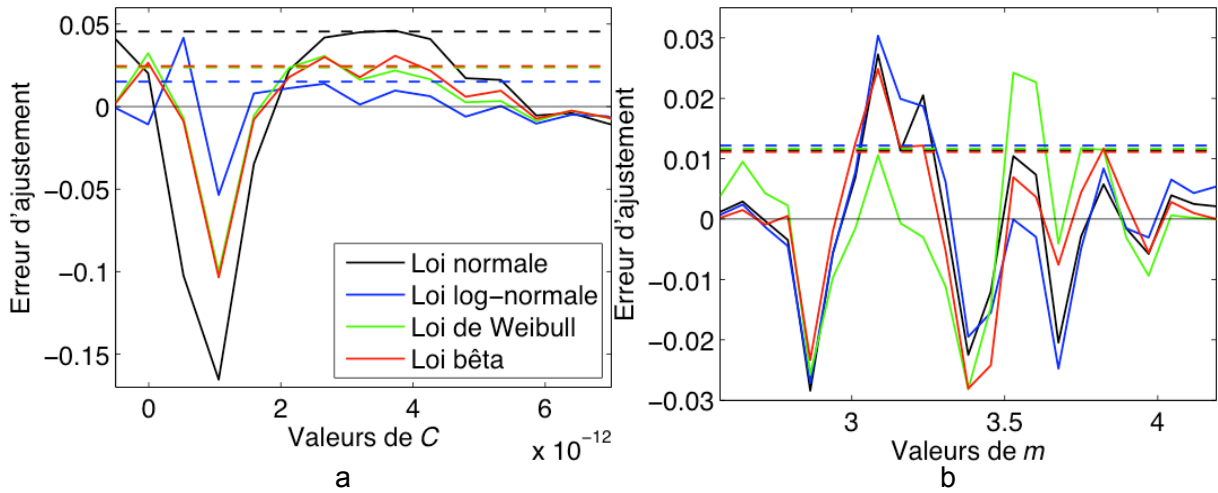 0.05
0
−0.05
−0.1
−0.15
Erreur d'ajustement
Loi normale
Loi log−normale
Loi de Weibull
Loi bêta
0
2
4
6
Valeurs de C
x 10⁻¹²
a
0.03
0.02
0.01
0
−0.01
−0.02
−0.03
Erreur d'ajustement
3
3.5
4
Valeurs de m
b